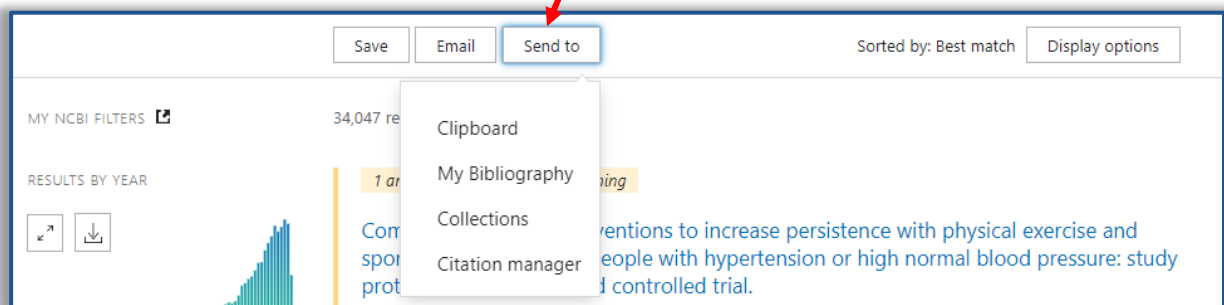 Save Email Send to Sorted by: Best match Display options
MY NCBI FILTERS 34,047 re
Clipboard
RESULTS BY YEAR
My Bibliography
1 ar ning
Collections
Com ventions to increase persistence with physical exercise and
spor eople with hypertension or high normal blood pressure: study
Citation manager
prot d controlled trial.